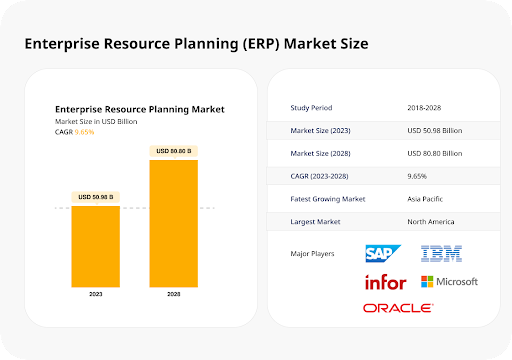 Enterprise Resource Planning (ERP) Market Size
Enterprise Resource Planning Market
Market Size in USD Billion
CAGR 9.65%
USD 80.80 B
USD 50.98 B
2023 2028
Study Period 2018-2028
Market Size (2023) USD 50.98 Billion
Market Size (2028) USD 80.80 Billion
CAGR (2023-2028) 9.65%
Fatest Growing Market Asia Pacific
Largest Market North America
Major Players
SAP IBM
infor Microsoft
ORACLE